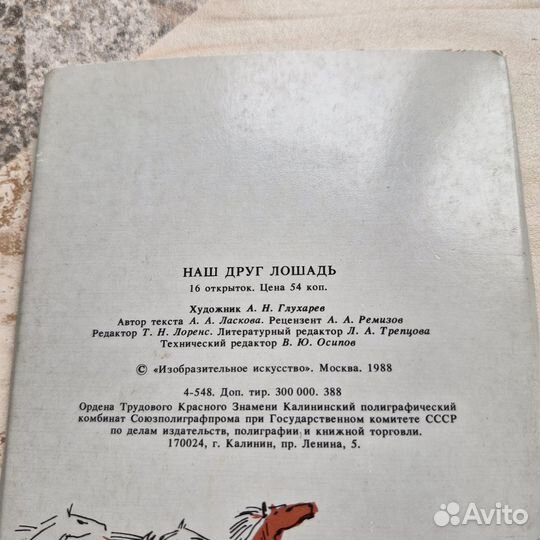 НАШ ДРУГ ЛОШАДЬ
16 открыток. Цена 54 коп.
Художник А. Н. Глухарев
Автор текста А. А. Ласкова. Рецензент А. А. Ремизов
Редактор Т. Н. Лоренс. Литературный редактор Л. А. Трепцова
Технический редактор В. Ю. Осипов
© «Изобразительное искусство». Москва. 1988
4-548. Доп. тир. 300 000. 388
Ордена Трудового Красного Знамени Калининский полиграфический
комбинат Союзполиграфпрома при Государственном комитете СССР
по делам издательств, полиграфии и книжной торговли.
170024, г. Калинин, пр. Ленина, 5.
Avito